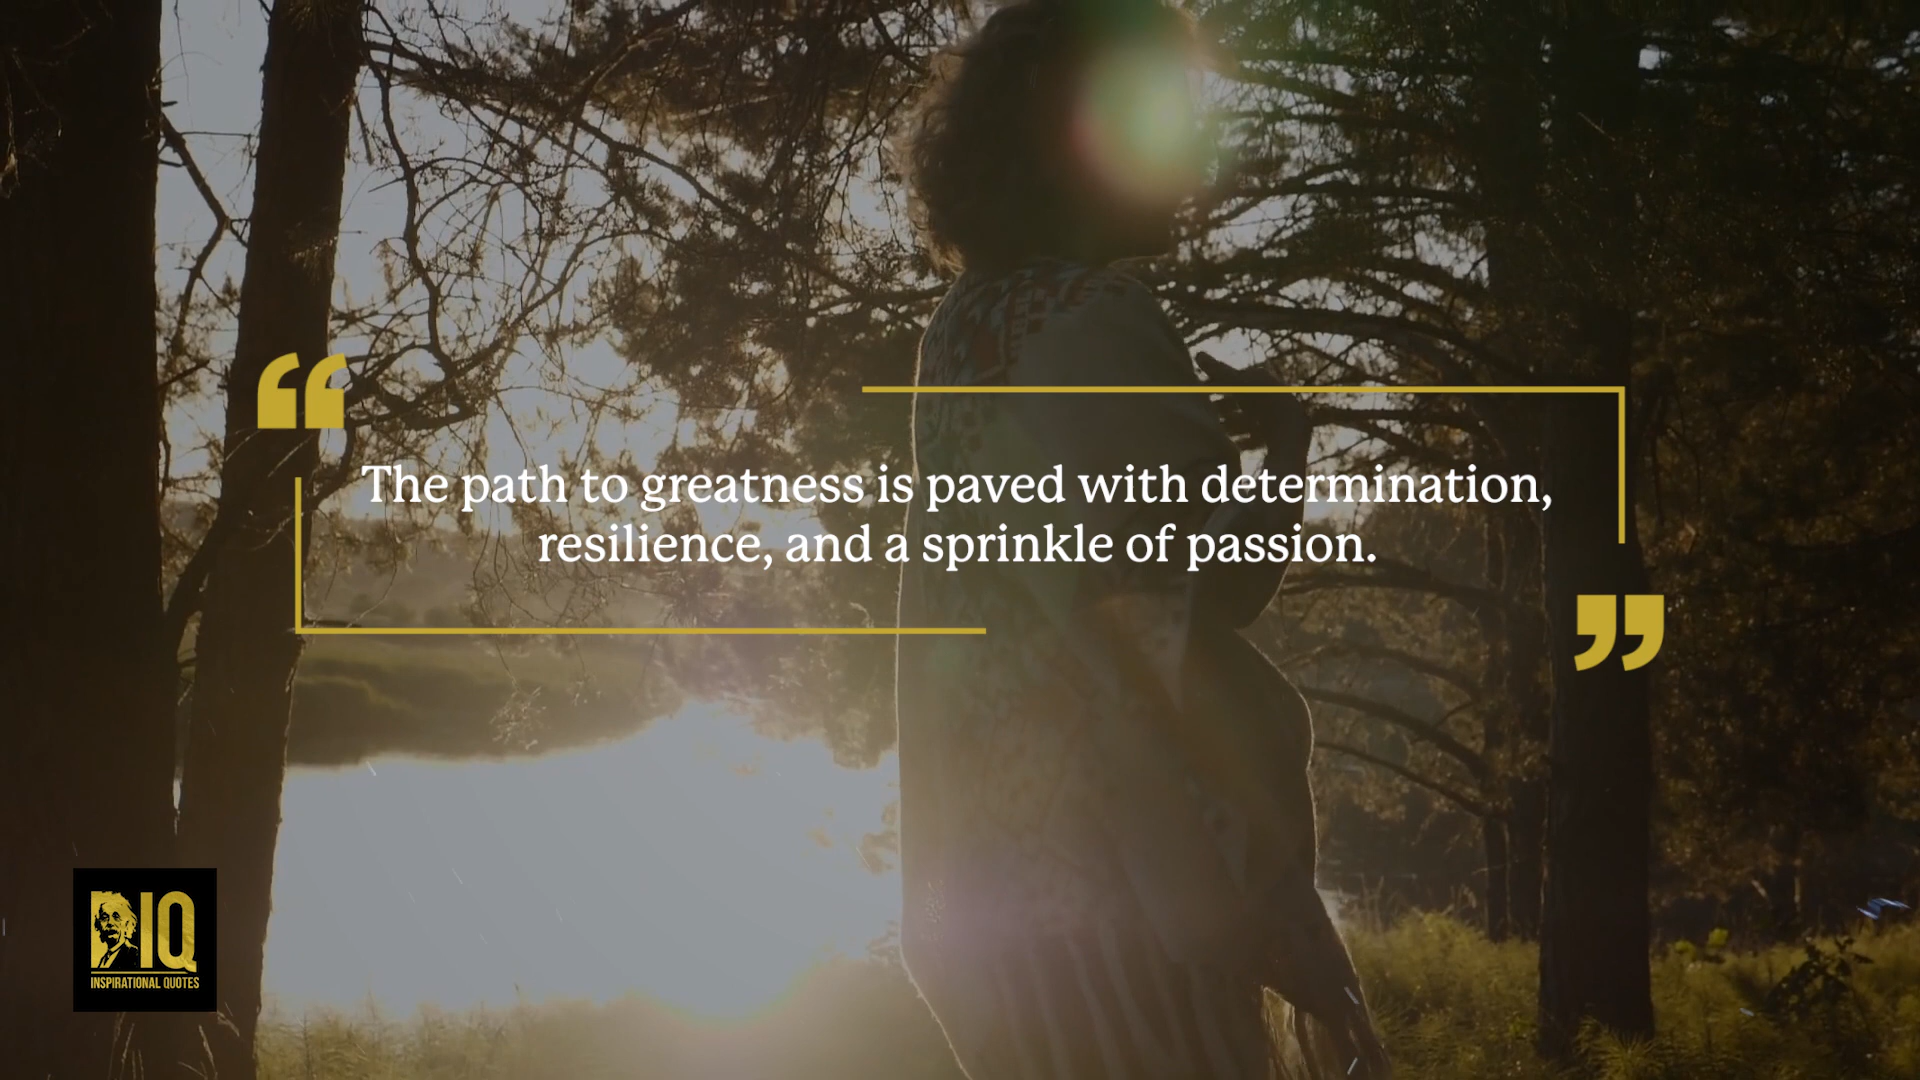 “
The path to greatness is paved with determination,
resilience, and a sprinkle of passion.
”
IQ
INSPIRATIONAL QUOTES